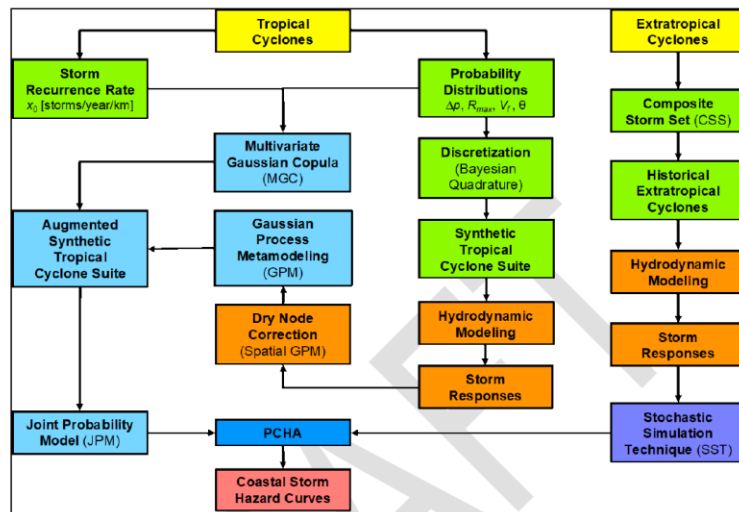 Tropical
Cyclones
Extratropical
Cyclones
Storm
Recurrence Rate
x₀ [storms/year/km]
Probability
Distributions
Δp, Rmax, Vf, θ
Composite
Storm Set (CSS)
Multivariate
Gaussian Copula
(MGC)
Discretization
(Bayesian
Quadrature)
Historical
Extratropical
Cyclones
Augmented
Synthetic
Tropical
Cyclone Suite
Gaussian
Process
Metamodeling
(GPM)
Synthetic
Tropical
Cyclone Suite
Hydrodynamic
Modeling
Dry Node
Correction
(Spatial GPM)
Hydrodynamic
Modeling
Storm
Responses
Storm
Responses
Joint Probability
Model (JPM)
PCHA
Stochastic
Simulation
Technique (SST)
Coastal Storm
Hazard Curves